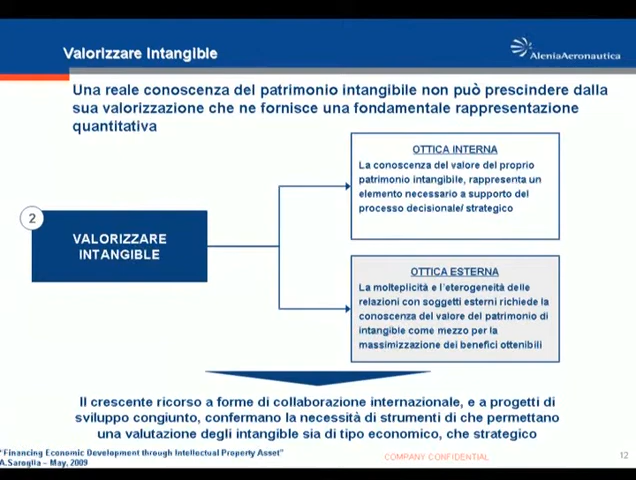 Valorizzare Intangible
AleniaAeronautica
Una reale conoscenza del patrimonio intangibile non può prescindere dalla
sua valorizzazione che ne fornisce una fondamentale rappresentazione
quantitativa
OTTICA INTERNA
La conoscenza del valore del proprio
patrimonio intangibile, rappresenta un
elemento necessario a supporto del
processo decisionale/ strategico
2
VALORIZZARE
INTANGIBLE
OTTICA ESTERNA
La molteplicità e l'eterogeneità delle
relazioni con soggetti esterni richiede la
conoscenza del valore del patrimonio di
intangible come mezzo per la
massimizzazione dei benefici ottenibili
Il crescente ricorso a forme di collaborazione internazionale, e a progetti di
sviluppo congiunto, confermano la necessità di strumenti di che permettano
una valutazione degli intangible sia di tipo economico, che strategico
"Financing Economic Development through Intellectual Property Asset"
A.Saroglia – May, 2009
COMPANY CONFIDENTIAL
12